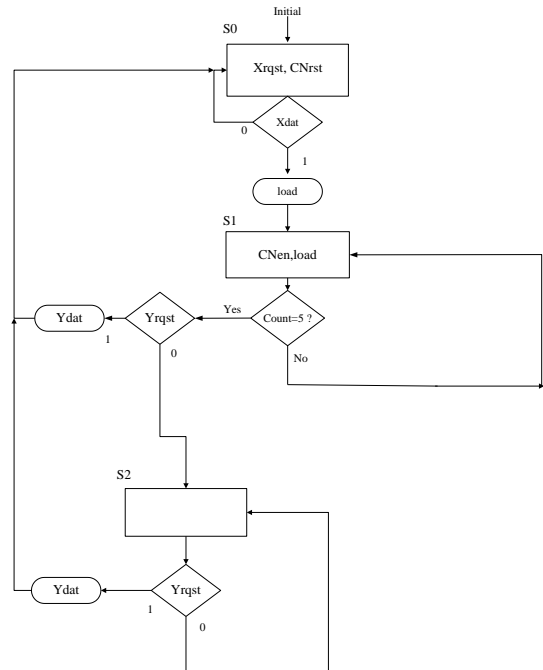 Initial
S0
Xrqst, CNrst
Xdat
0
1
load
S1
CNen,load
Count=5 ?
Yes
No
Yrqst
1
0
Ydat
S2
Yrqst
1
0
Ydat